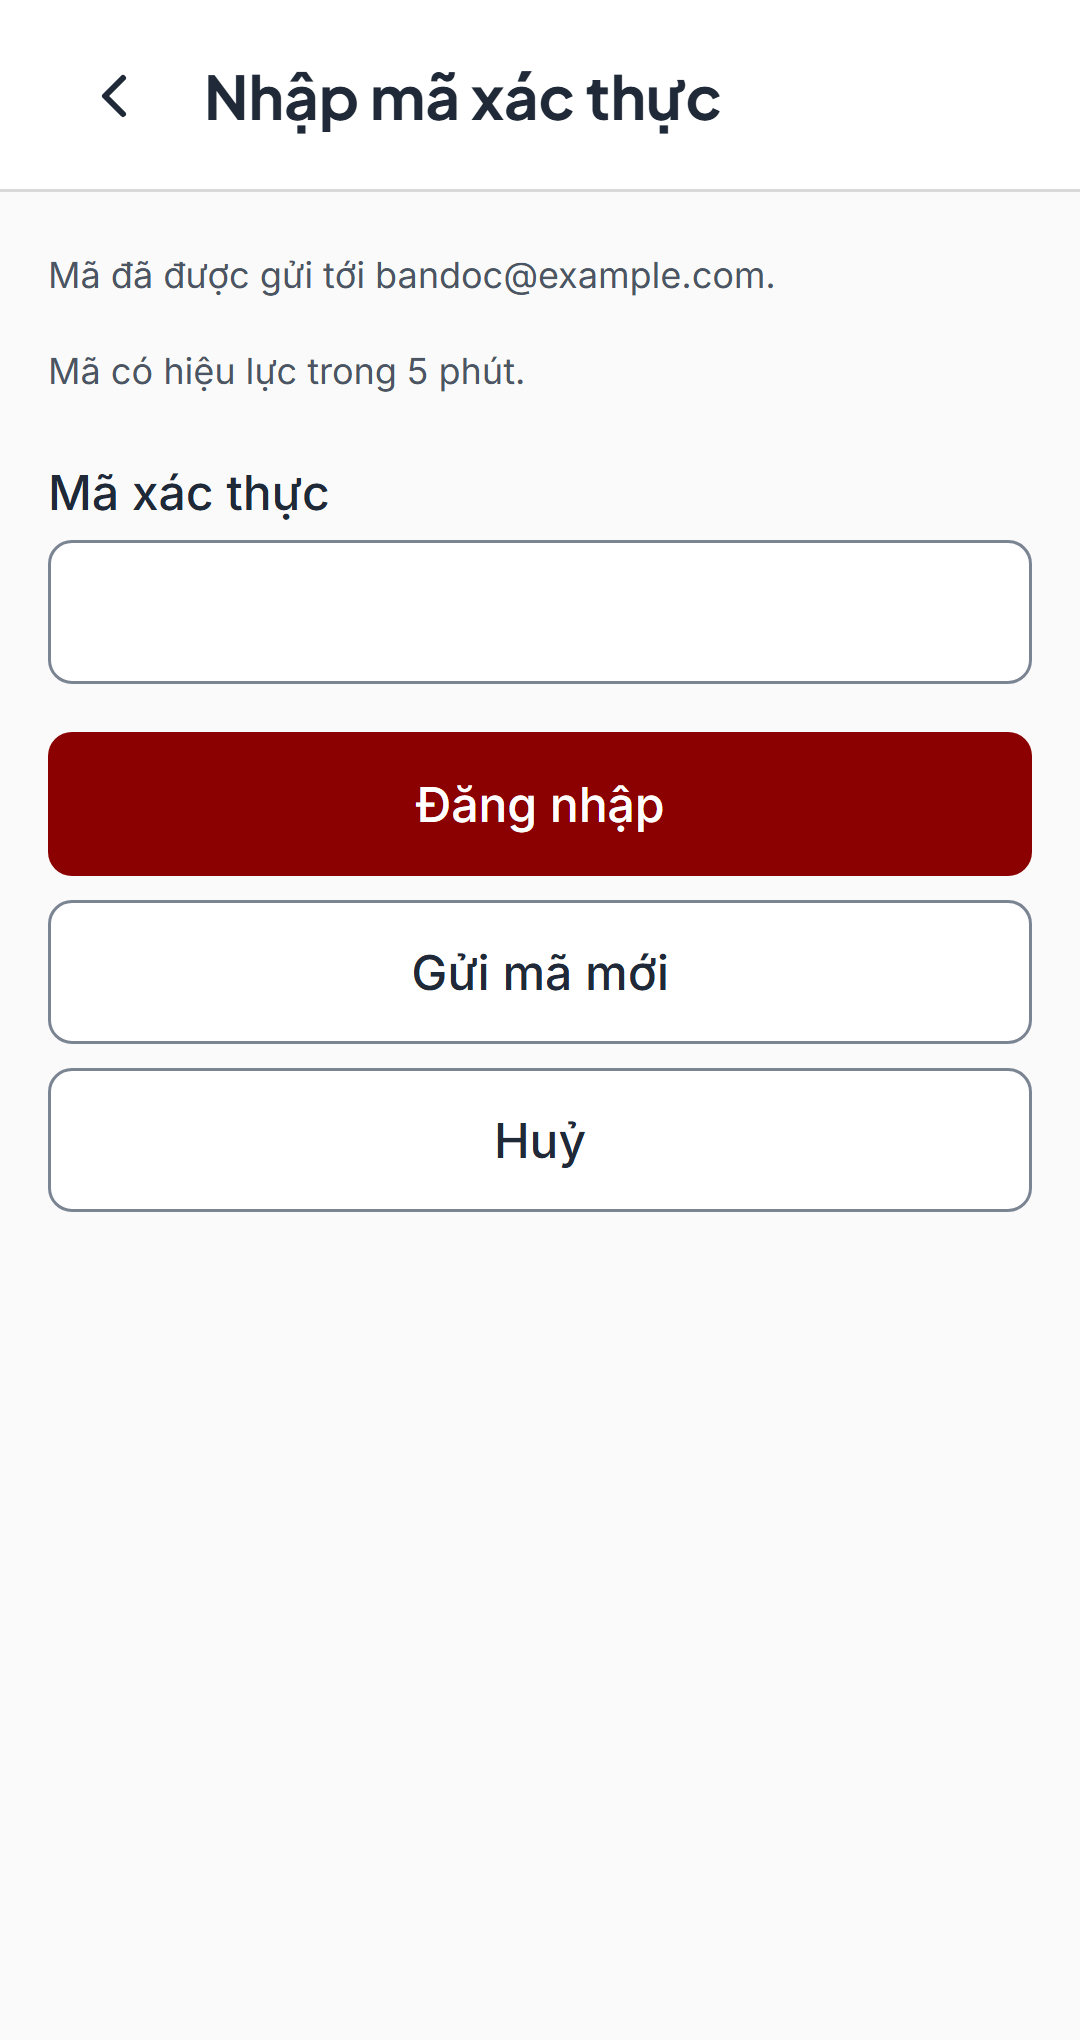 Nhập mã xác thực
Mã đã được gửi tới bandoc@example.com.
Mã có hiệu lực trong 5 phút.
Mã xác thực
Đăng nhập
Gửi mã mới
Huỷ